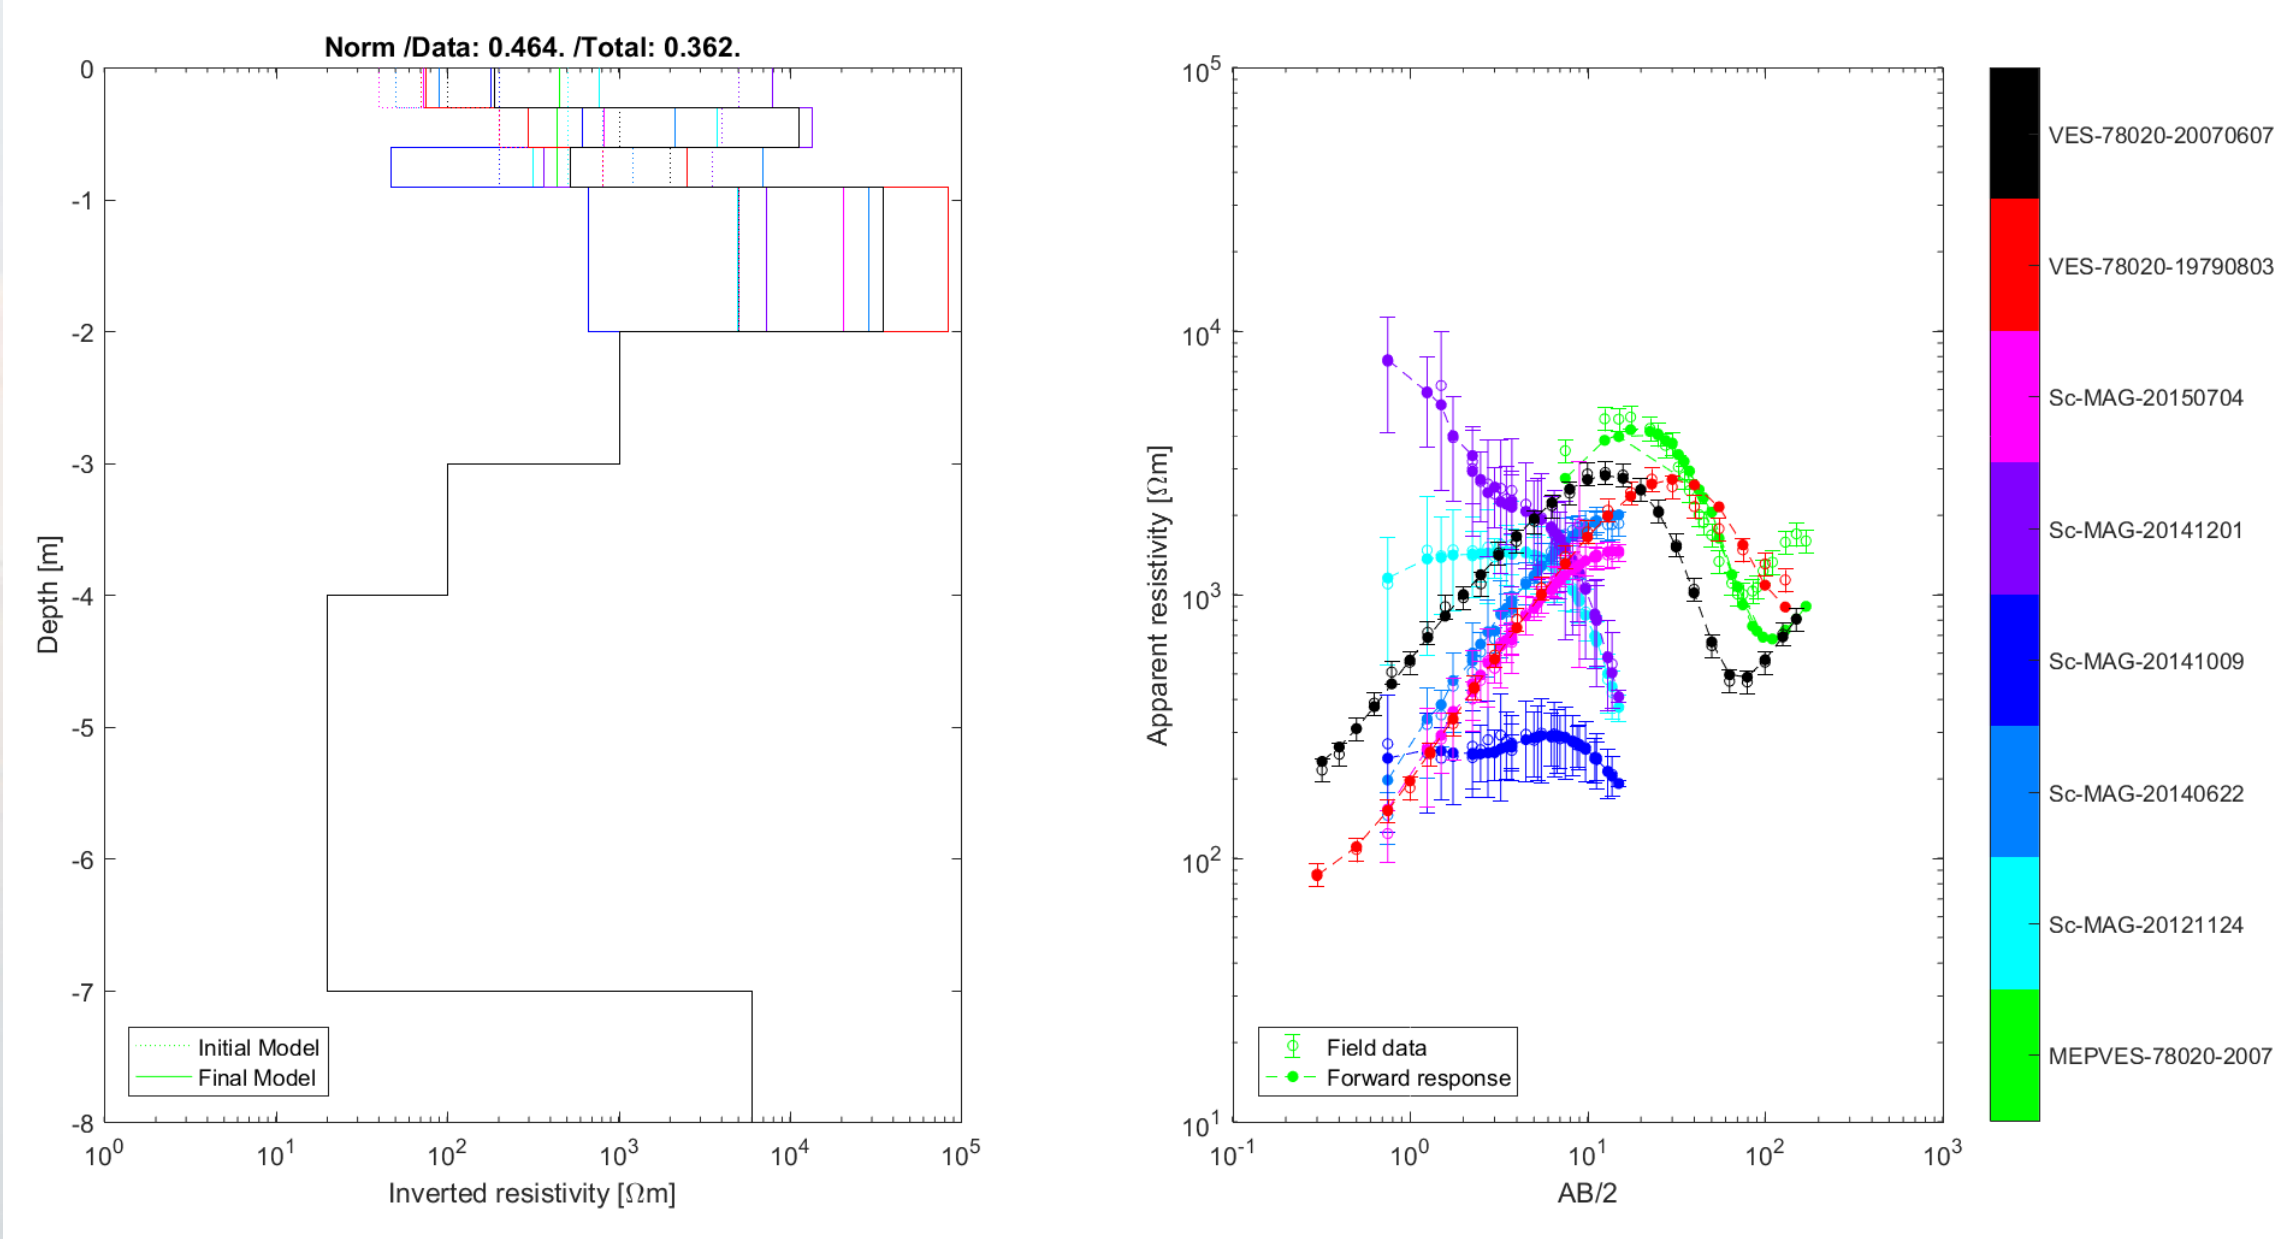 Norm /Data: 0.464. /Total: 0.362.
0
-1
-2
-3
-4
-5
-6
-7
-8
Depth [m]
Initial Model
Final Model
10^0 10^1 10^2 10^3 10^4 10^5
Inverted resistivity [Ωm]
10^5
10^4
10^3
10^2
10^1
Apparent resistivity [Ωm]
Field data
Forward response
10^-1 10^0 10^1 10^2 10^3
AB/2
VES-78020-20070607
VES-78020-19790803
Sc-MAG-20150704
Sc-MAG-20141201
Sc-MAG-20141009
Sc-MAG-20140622
Sc-MAG-20121124
MEPVES-78020-2007